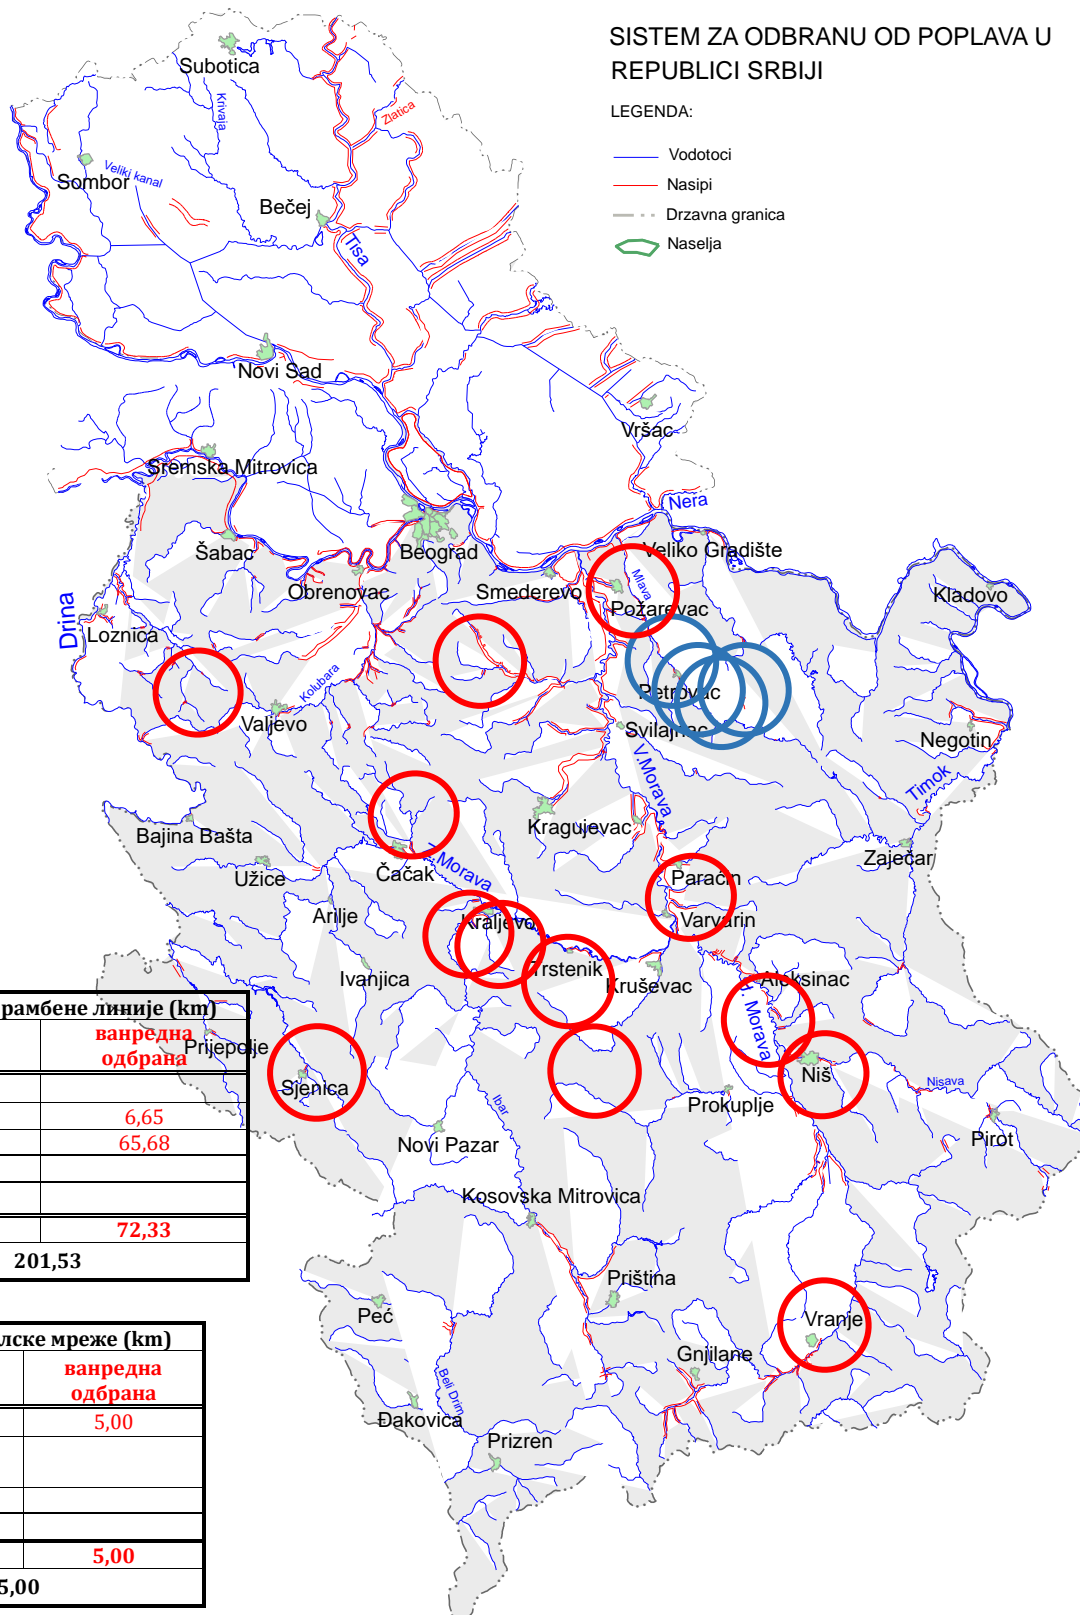 SISTEM ZA ODBRANU OD POPLAVA U
REPUBLICI SRBIJI
LEGENDA:
Vodotoci
Nasipi
Drzavna granica
Naselja
Subotica
Krivaja
Zlatica
Sombor
Veliki kanal
Bečej
Tisa
Novi Sad
Vršac
Sremska Mitrovica
Nera
Šabac
Beograd
Veliko Gradište
Obrenovac
Smederevo
Mlava
Požarevac
Kladovo
Drina
Loznica
Kolubara
Petrovac
Valjevo
Svilajnac
Negotin
V.Morava
Timok
Bajina Bašta
Kragujevac
Zaječar
Užice
Čačak
Z.Morava
Paraćin
Arilje
Kraljevo
Varvarin
Ivanjica
Trstenik
Kruševac
Aleksinac
J. Morava
Prijepolje
Sjenica
Niš
Nisava
Ibar
Prokuplje
Pirot
Novi Pazar
Kosovska Mitrovica
Priština
Peć
Vranje
Gnjilane
Beli Drim
Đakovica
Prizren
рамбене линије (km)
ванредна
одбрана
6,65
65,68
72,33
201,53
лске мреже (km)
ванредна
одбрана
5,00
5,00
5,00